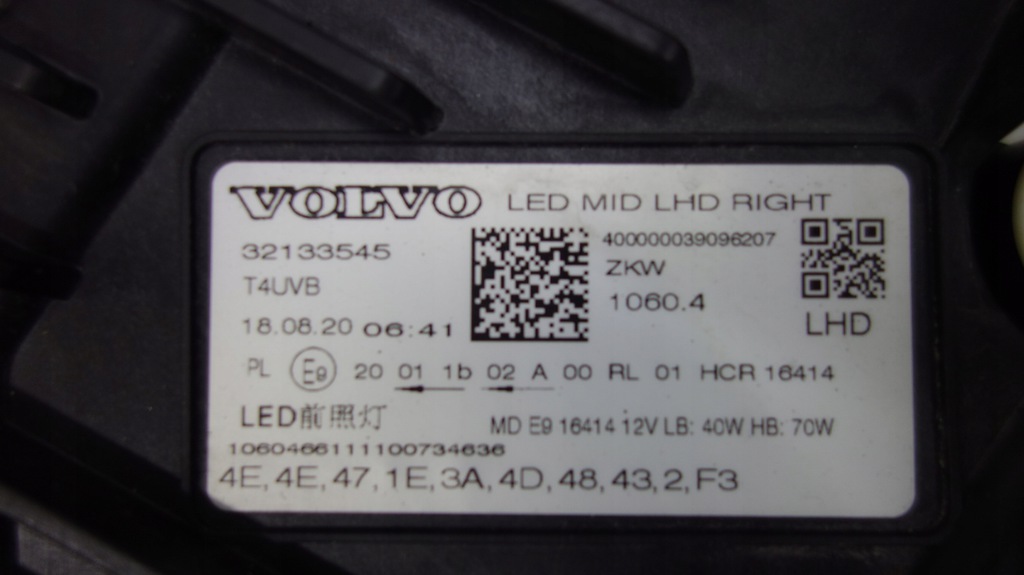 VOLVO LED MID LHD RIGHT
32133545
T4UVB
18.08.20 06:41
400000039096207
ZKW
1060.4
LHD
PL E9 20 01 1b 02 A 00 RL 01 HCR 16414
LED前照灯
MD E9 16414 12V LB: 40W HB: 70W
1060466111100734636
4E, 4E, 47, 1E, 3A, 4D, 48, 43, 2, F3